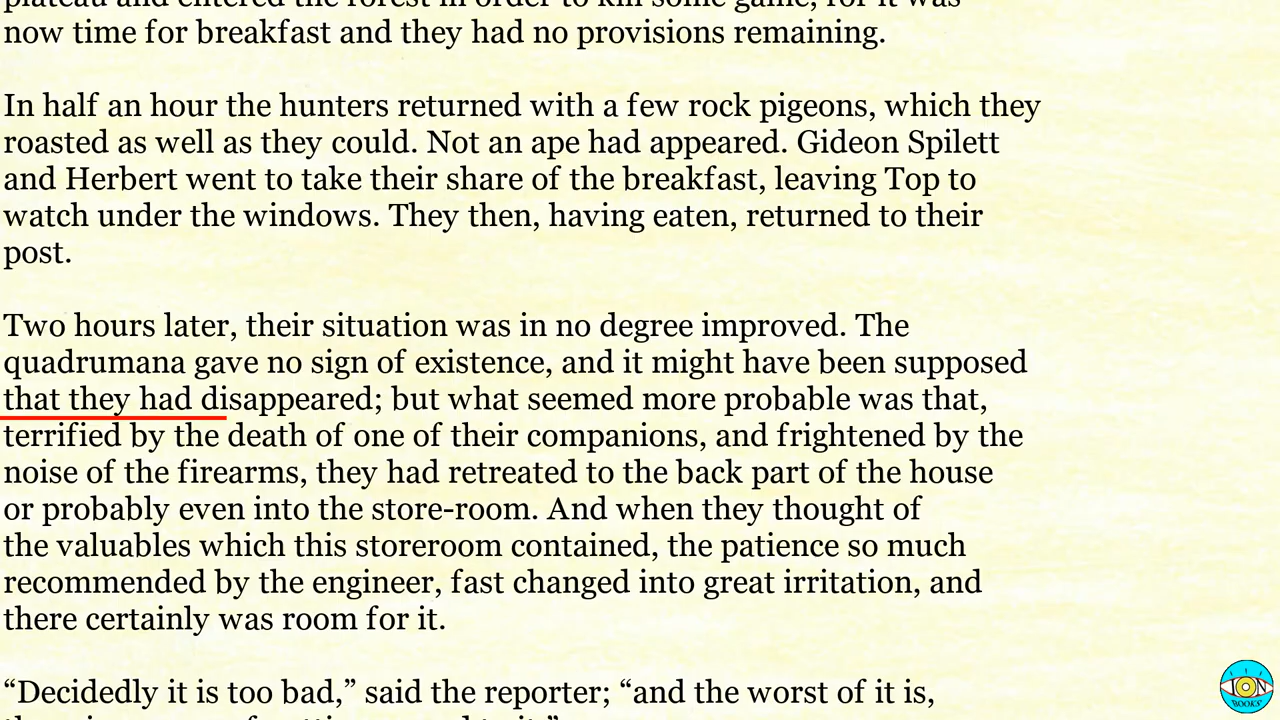 now time for breakfast and they had no provisions remaining.
In half an hour the hunters returned with a few rock pigeons, which they
roasted as well as they could. Not an ape had appeared. Gideon Spilett
and Herbert went to take their share of the breakfast, leaving Top to
watch under the windows. They then, having eaten, returned to their
post.
Two hours later, their situation was in no degree improved. The
quadrumana gave no sign of existence, and it might have been supposed
that they had disappeared; but what seemed more probable was that,
terrified by the death of one of their companions, and frightened by the
noise of the firearms, they had retreated to the back part of the house
or probably even into the store-room. And when they thought of
the valuables which this storeroom contained, the patience so much
recommended by the engineer, fast changed into great irritation, and
there certainly was room for it.
“Decidedly it is too bad,” said the reporter; “and the worst of it is,
ION
BOOKS